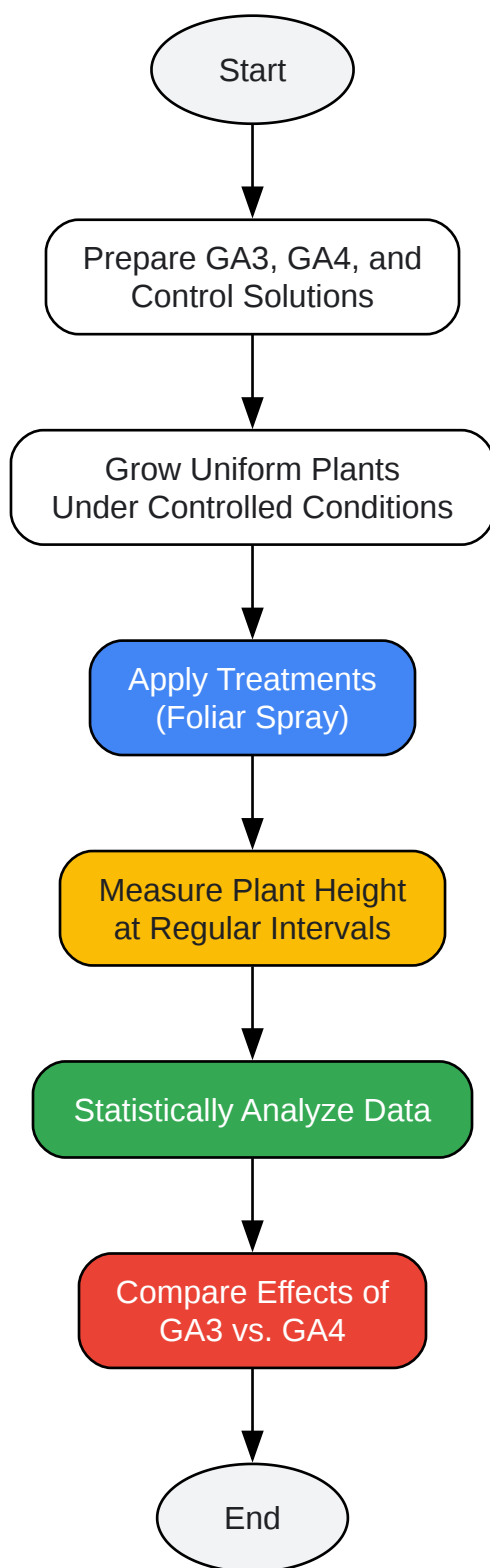 Start
Prepare GA3, GA4, and
Control Solutions
Grow Uniform Plants
Under Controlled Conditions
Apply Treatments
(Foliar Spray)
Measure Plant Height
at Regular Intervals
Statistically Analyze Data
Compare Effects of
GA3 vs. GA4
End